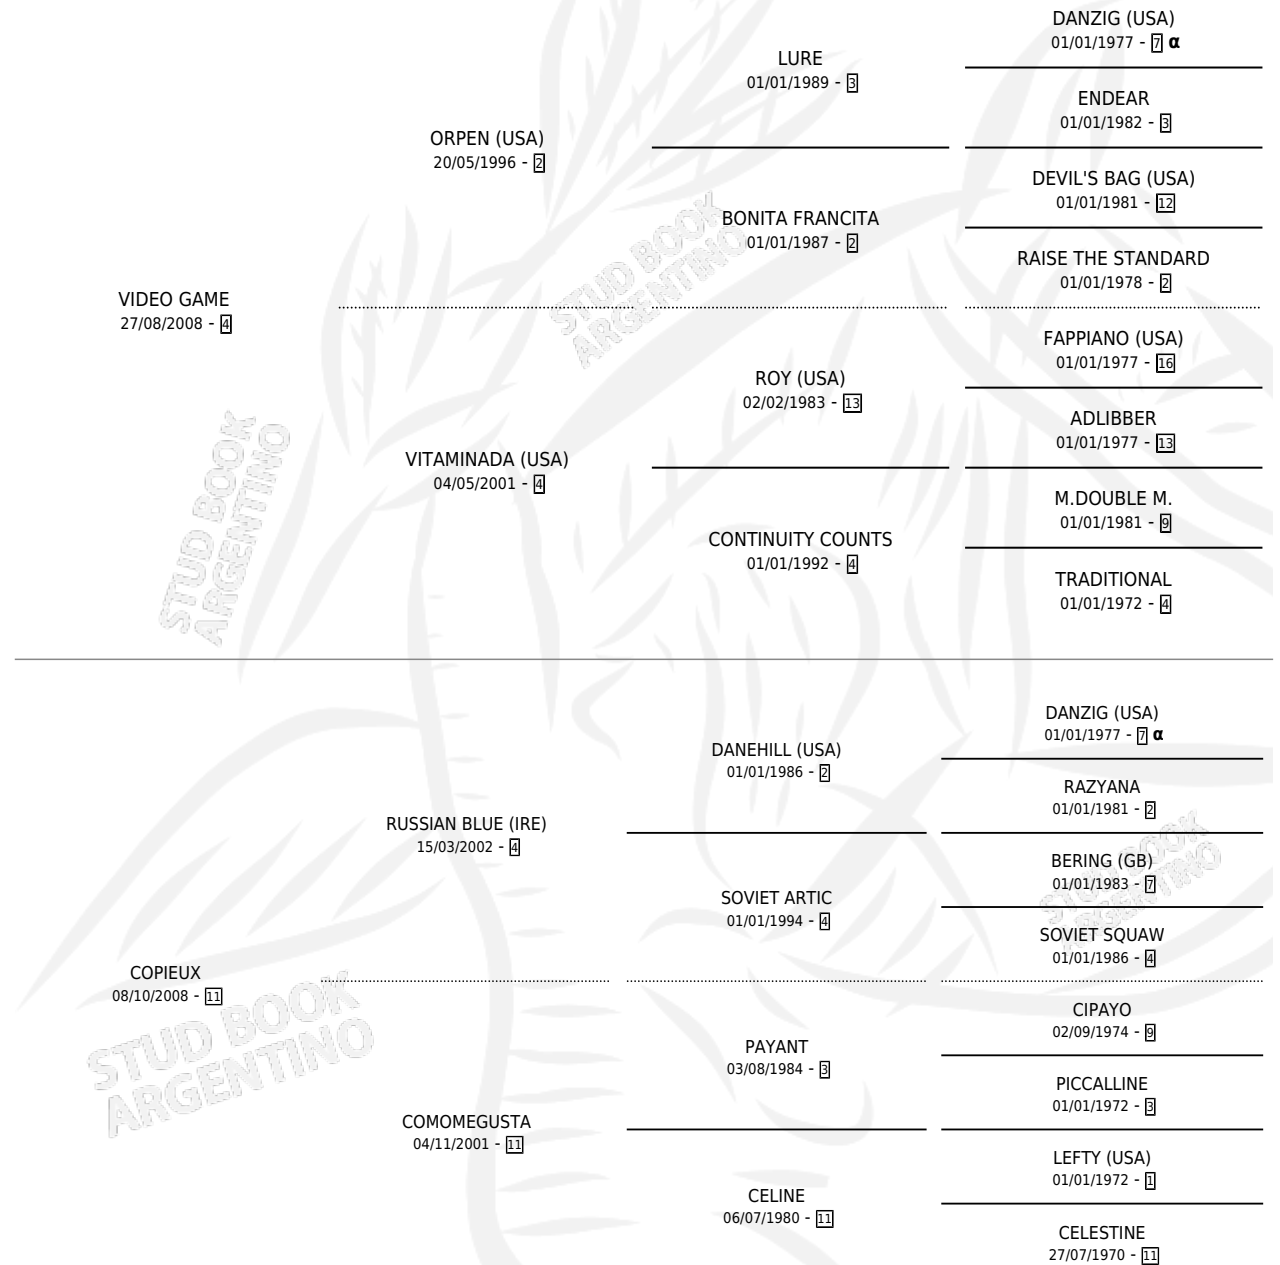 DANZIG (USA)
01/01/1977 - 7 α
LURE
01/01/1989 - 3
ENDEAR
01/01/1982 - 3
ORPEN (USA)
20/05/1996 - 2
DEVIL'S BAG (USA)
01/01/1981 - 12
BONITA FRANCITA
01/01/1987 - 2
RAISE THE STANDARD
01/01/1978 - 2
VIDEO GAME
27/08/2008 - 4
FAPPIANO (USA)
01/01/1977 - 16
ROY (USA)
02/02/1983 - 13
ADLIBBER
01/01/1977 - 13
VITAMINADA (USA)
04/05/2001 - 4
M.DOUBLE M.
01/01/1981 - 9
CONTINUITY COUNTS
01/01/1992 - 4
TRADITIONAL
01/01/1972 - 4
DANZIG (USA)
01/01/1977 - 7 α
DANEHILL (USA)
01/01/1986 - 2
RAZYANA
01/01/1981 - 2
RUSSIAN BLUE (IRE)
15/03/2002 - 4
BERING (GB)
01/01/1983 - 7
SOVIET ARTIC
01/01/1994 - 4
SOVIET SQUAW
01/01/1986 - 4
COPIEUX
08/10/2008 - 11
CIPAYO
02/09/1974 - 9
PAYANT
03/08/1984 - 3
PICCALLINE
01/01/1972 - 3
COMOMEGUSTA
04/11/2001 - 11
LEFTY (USA)
01/01/1972 - 1
CELINE
06/07/1980 - 11
CELESTINE
27/07/1970 - 11
STUD BOOK
ARGENTINO
STUD BOOK
ARGENTINO
STUD BOOK
ARGENTINO
STUD BOOK
ARGENTINO